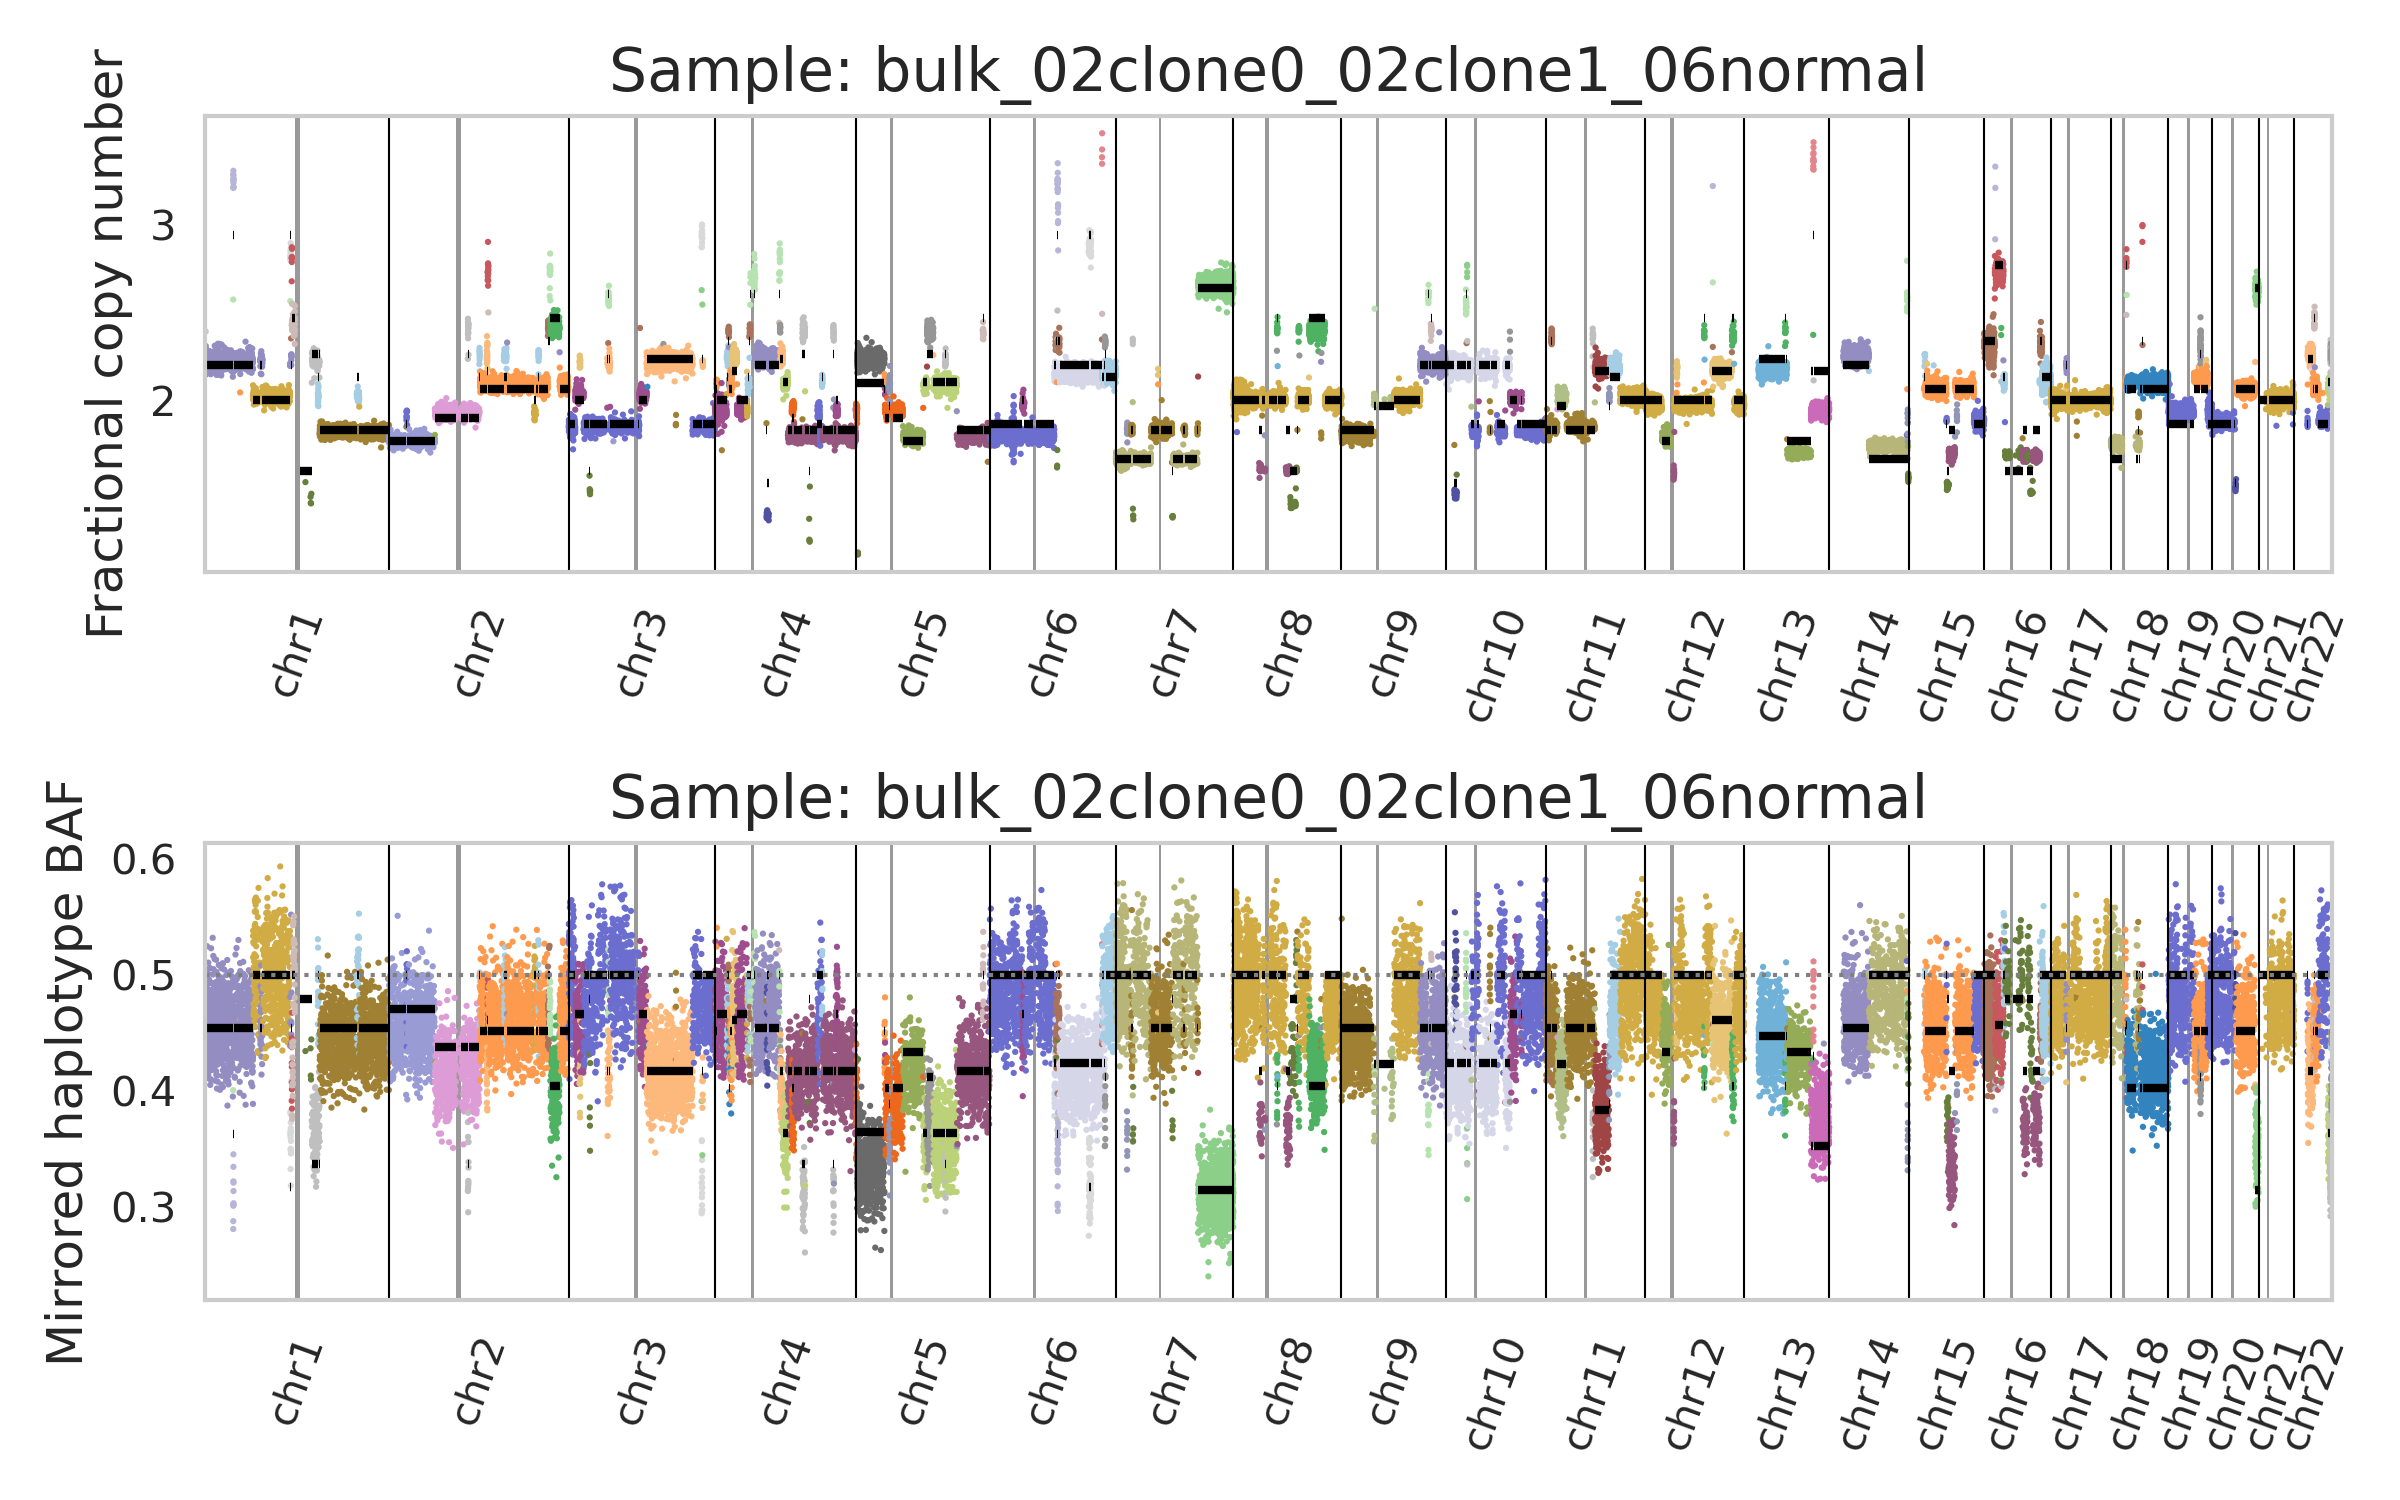 Sample: bulk_02clone0_02clone1_06normal
Fractional copy number
3
2
chr1
chr2
chr3
chr4
chr5
chr6
chr7
chr8
chr9
chr10
chr11
chr12
chr13
chr14
chr15
chr16
chr17
chr18
chr19
chr20
chr21
chr22
Sample: bulk_02clone0_02clone1_06normal
Mirrored haplotype BAF
0.6
0.5
0.4
0.3
chr1
chr2
chr3
chr4
chr5
chr6
chr7
chr8
chr9
chr10
chr11
chr12
chr13
chr14
chr15
chr16
chr17
chr18
chr19
chr20
chr21
chr22